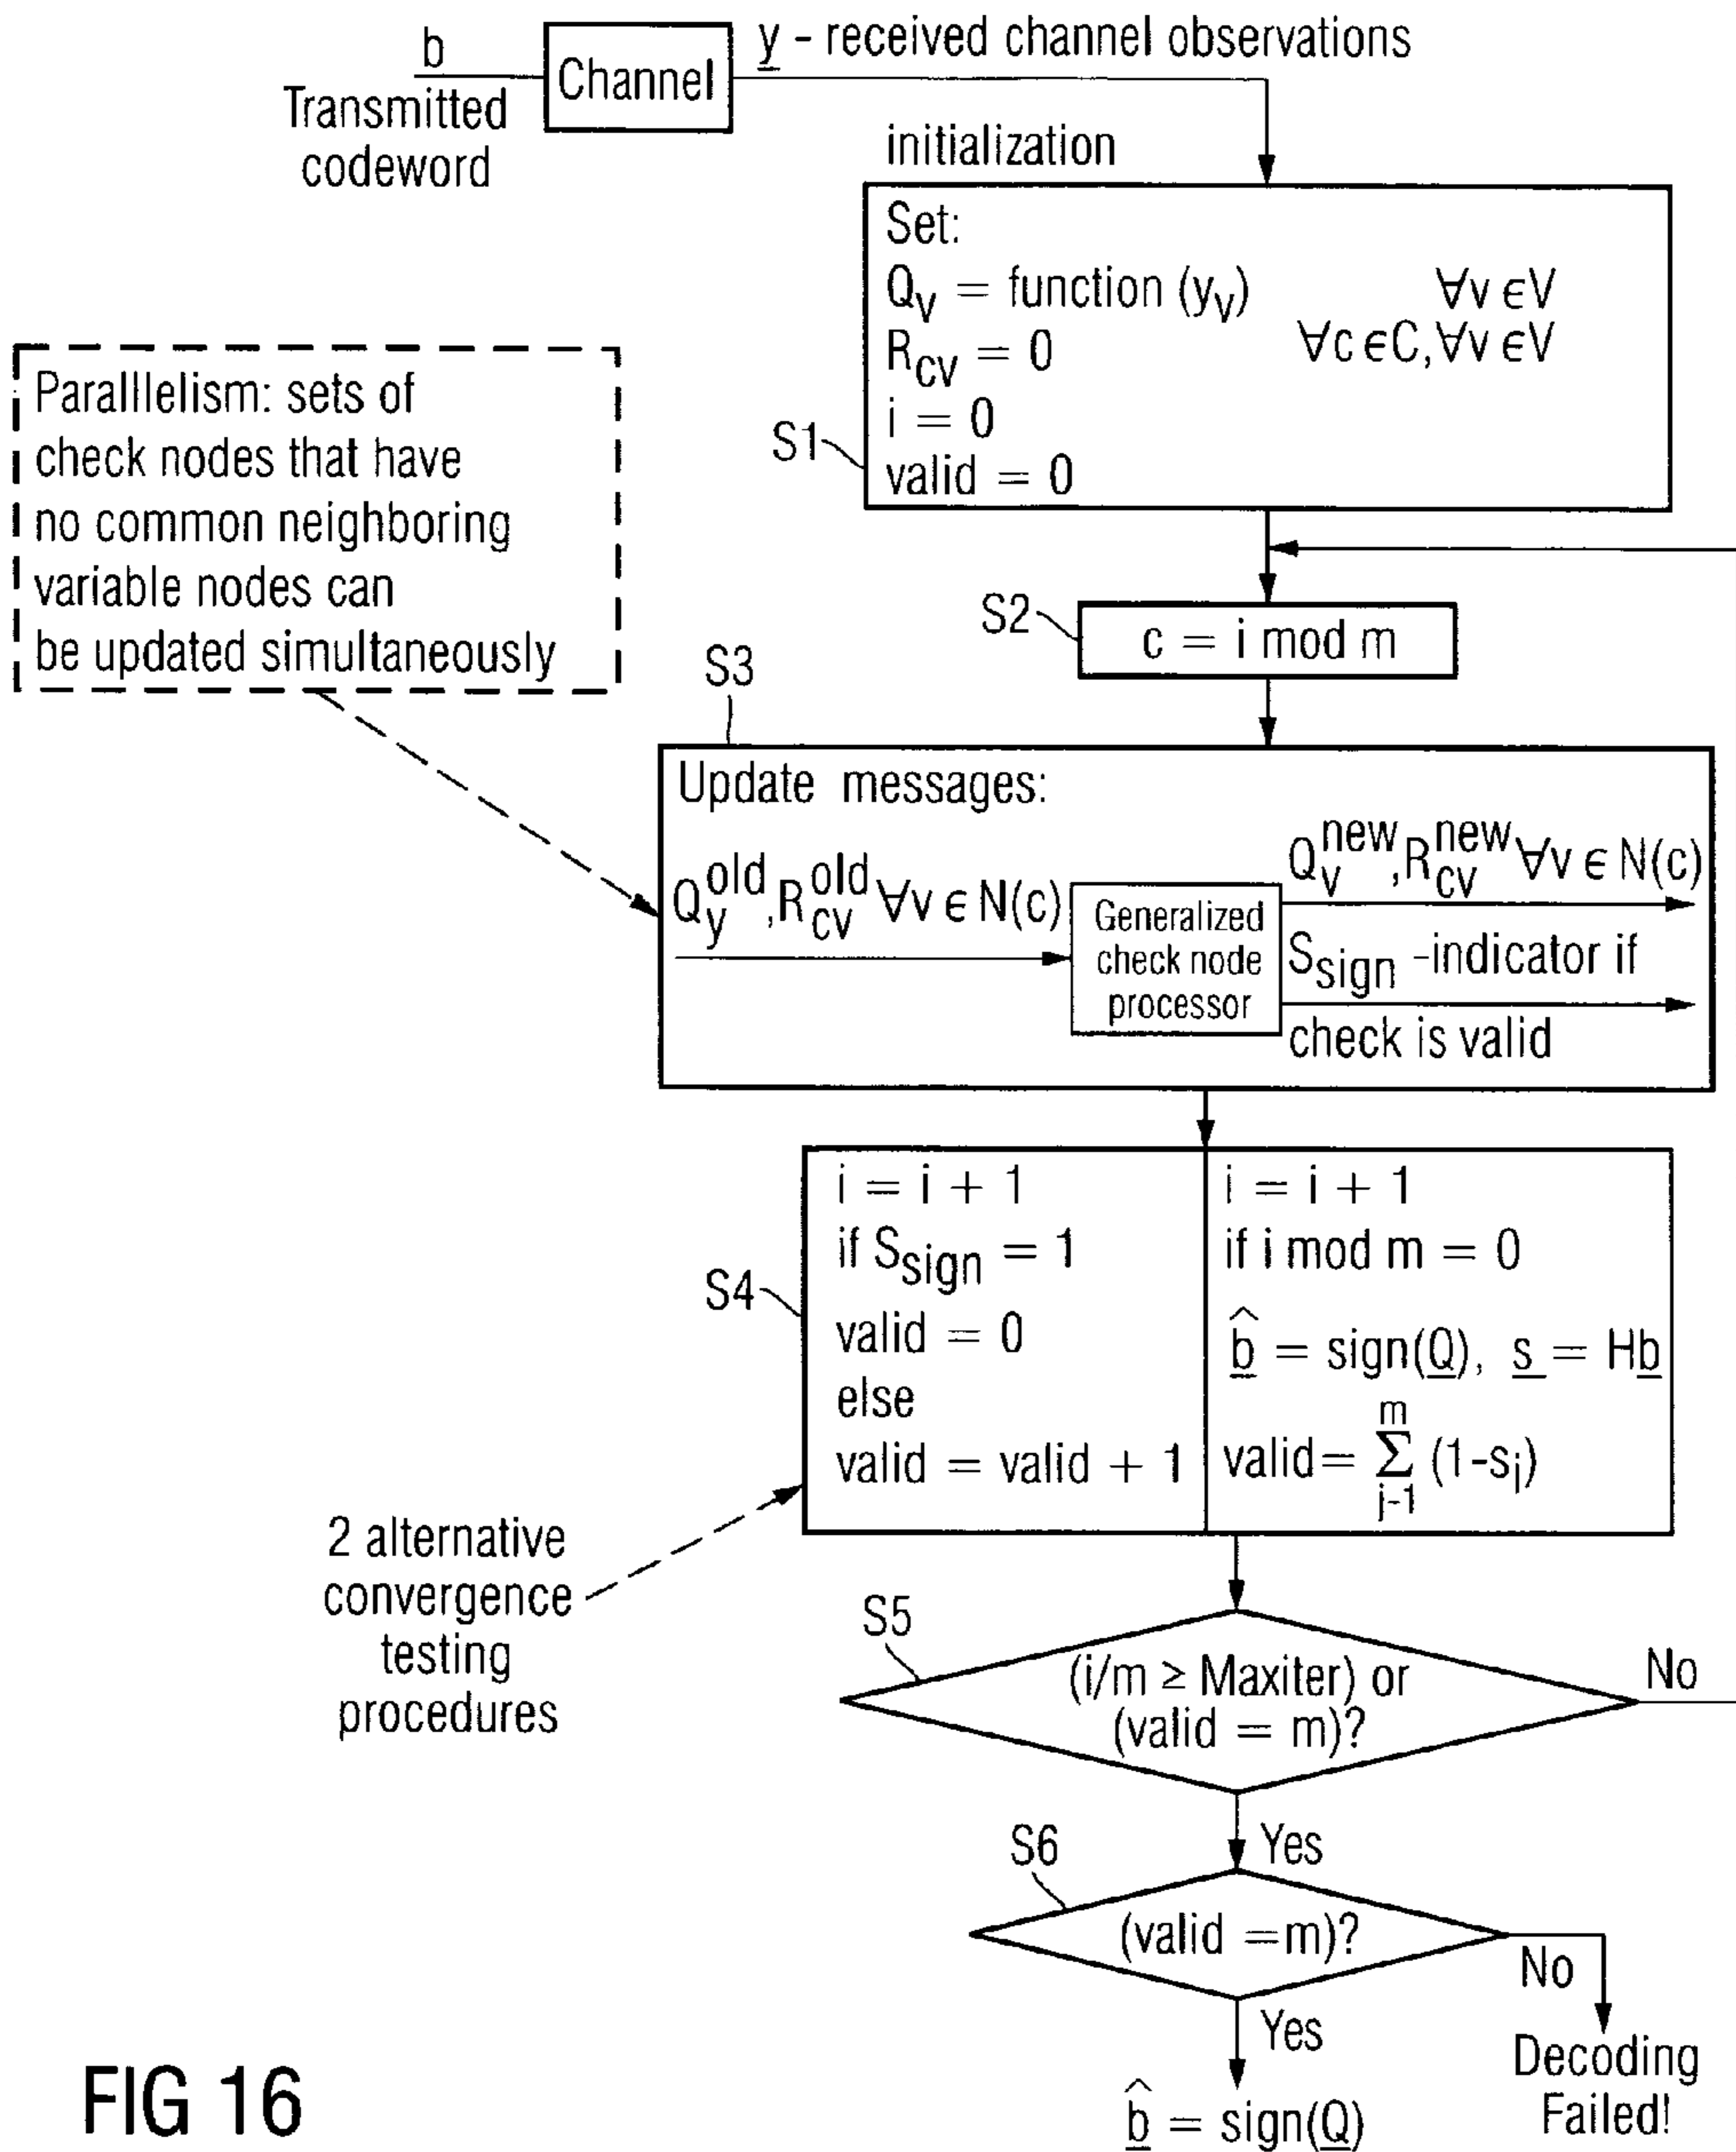 b
Transmitted
codeword
Channel
y - received channel observations
initialization
Set:
Q_v = function (y_v) ∀v ϵV
R_cv = 0 ∀c ϵC, ∀v ϵV
i = 0
valid = 0
S1
Paralllelism: sets of
check nodes that have
no common neighboring
variable nodes can
be updated simultaneously
S2
c = i mod m
S3
Update messages:
Q_y^old, R_cv^old ∀v ϵ N(c)
Generalized
check node
processor
Q_v^new, R_cv^new ∀v ϵ N(c)
S_sign -indicator if
check is valid
S4
i = i + 1
if S_sign = 1
valid = 0
else
valid = valid + 1
i = i + 1
if i mod m = 0
b̂ = sign(Q), s = Hb
valid = Σ_{j-1}^{m} (1-s_i)
2 alternative
convergence
testing
procedures
S5
(i/m ≥ Maxiter) or
(valid = m)?
No
Yes
S6
(valid =m)?
No
Yes
Decoding
Failed!
b̂ = sign(Q)
FIG 16